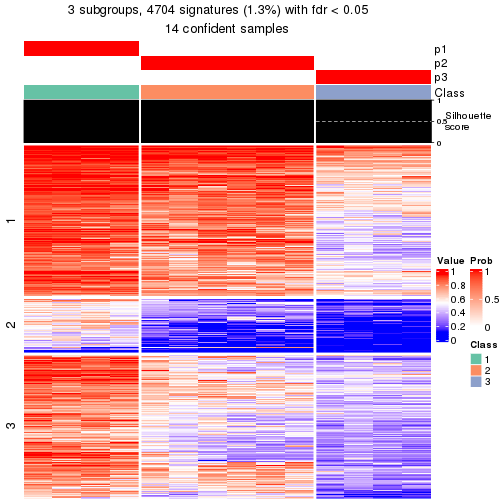 3 subgroups, 4704 signatures (1.3%) with fdr < 0.05
14 confident samples
p1
p2
p3
Class
1
0.5
0
Silhouette
score
1
2
3
Value
1
0.8
0.6
0.4
0.2
0
Prob
1
0.5
0
Class
1
2
3